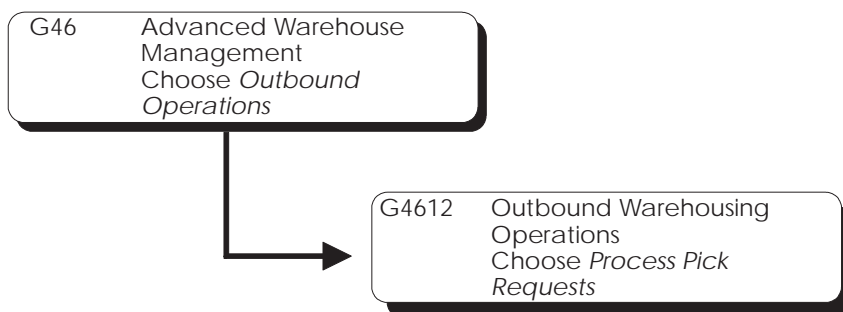 G46 Advanced Warehouse
Management
Choose Outbound
Operations
G4612 Outbound Warehousing
Operations
Choose Process Pick
Requests